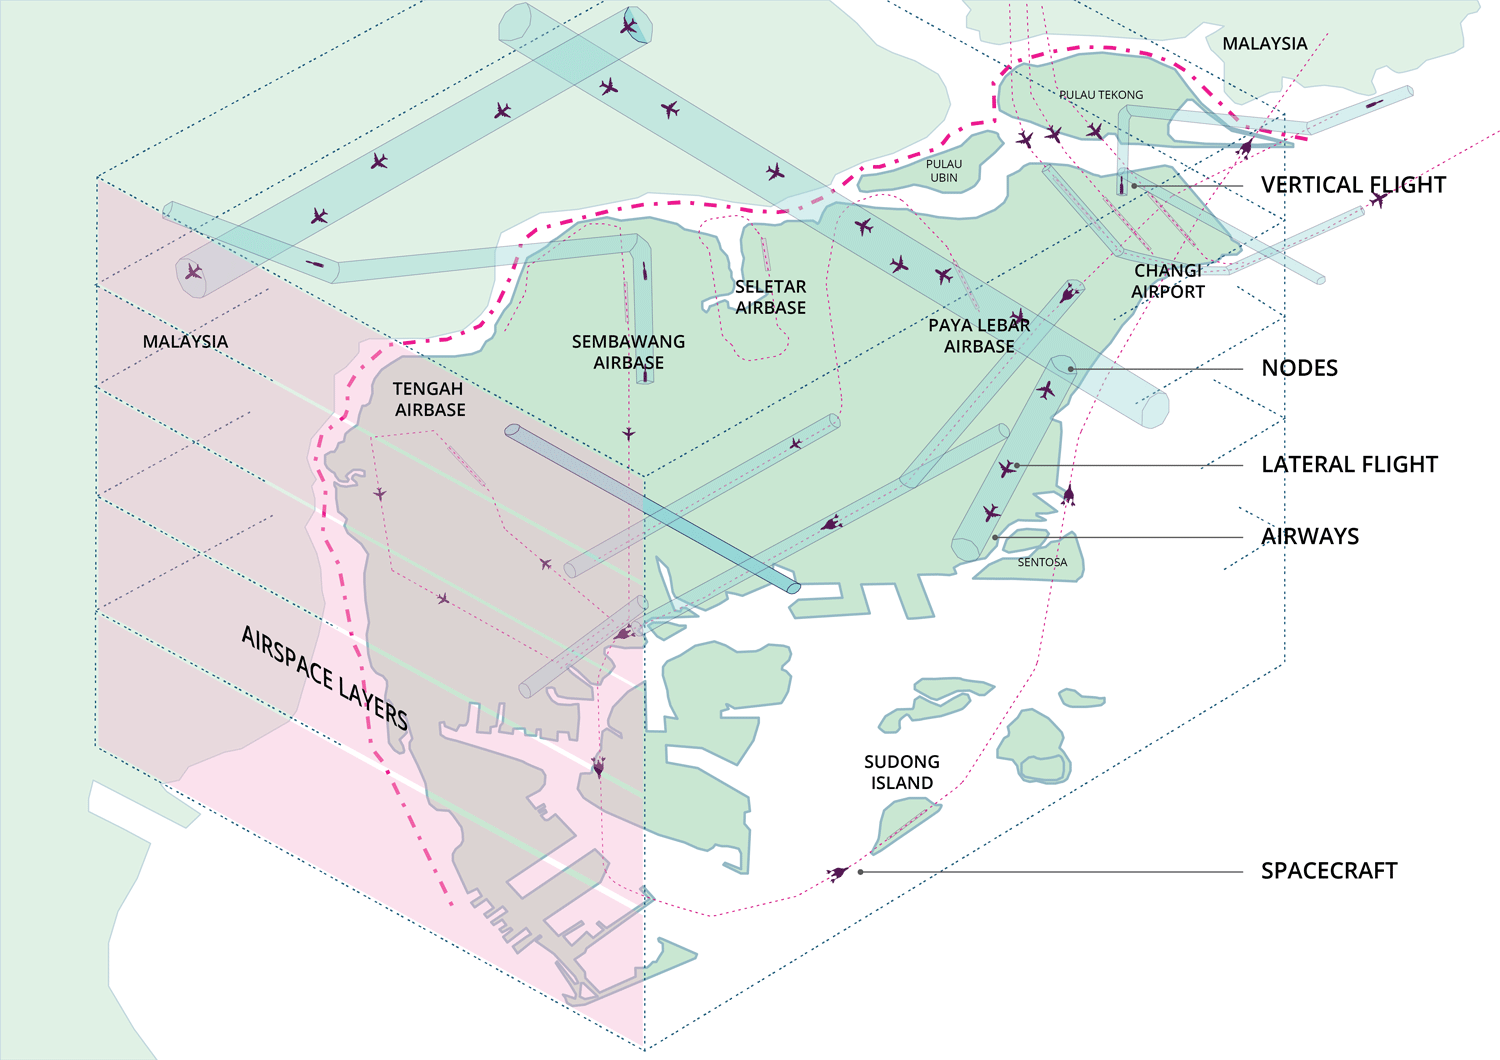 MALAYSIA
PULAU TEKONG
PULAU
UBIN
VERTICAL FLIGHT
CHANGI
AIRPORT
SELETAR
AIRBASE
PAYA LEBAR
AIRBASE
MALAYSIA
SEMBAWANG
AIRBASE
TENGAH
AIRBASE
NODES
LATERAL FLIGHT
AIRWAYS
SENTOSA
AIRSPACE LAYERS
SUDONG
ISLAND
SPACECRAFT